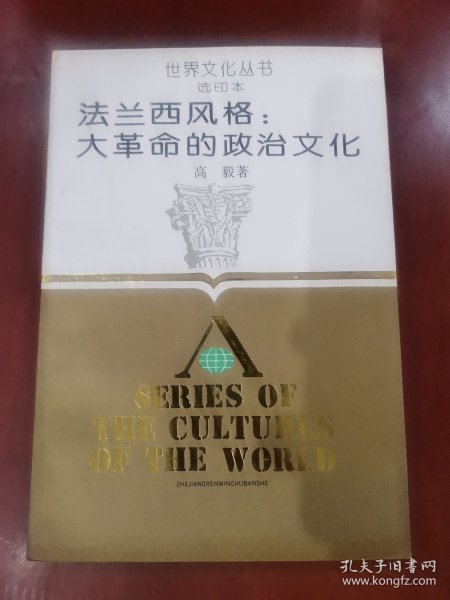 世界文化丛书
选印本
法兰西风格：
大革命的政治文化
高 毅著
A
SERIES OF
THE CULTURES
OF THE WORLD
ZHEJIANGRENMINCHUBANSHE
孔夫子旧书网
www.kongfz.com